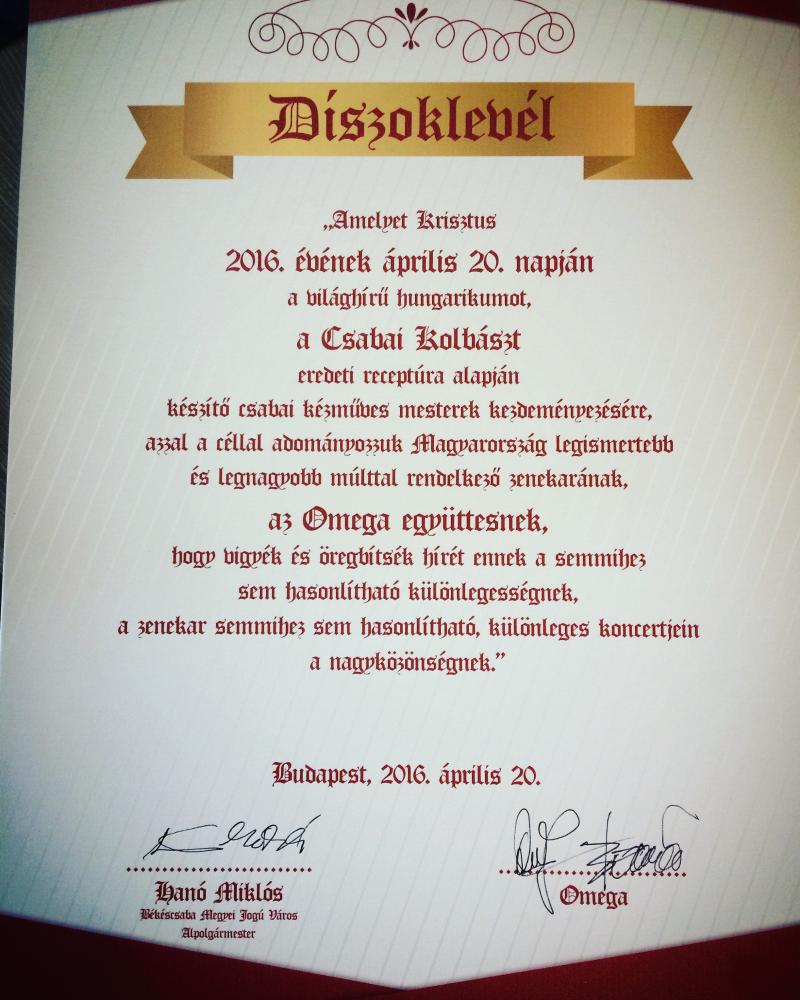 Díszoklevél
„Amelyet Krisztus
2016. évének április 20. napján
a világhírű hungarikumot,
a Csabai Kolbászt
eredeti receptúra alapján
készítő csabai kézműves mesterek kezdeményezésére,
azzal a céllal adományozzuk Magyarország legismertebb
és legnagyobb múlttal rendelkező zenekarának,
az Omega együttesnek,
hogy vigyék és öregbítsék hírét ennek a semmihez
sem hasonlítható különlegességnek,
a zenekar semmihez sem hasonlítható, különleges koncertjein
a nagyközönségnek.”
Budapest, 2016. április 20.
Hanó Miklós
Omega
Békéscsaba Megyei Jogú Város
Alpolgármester